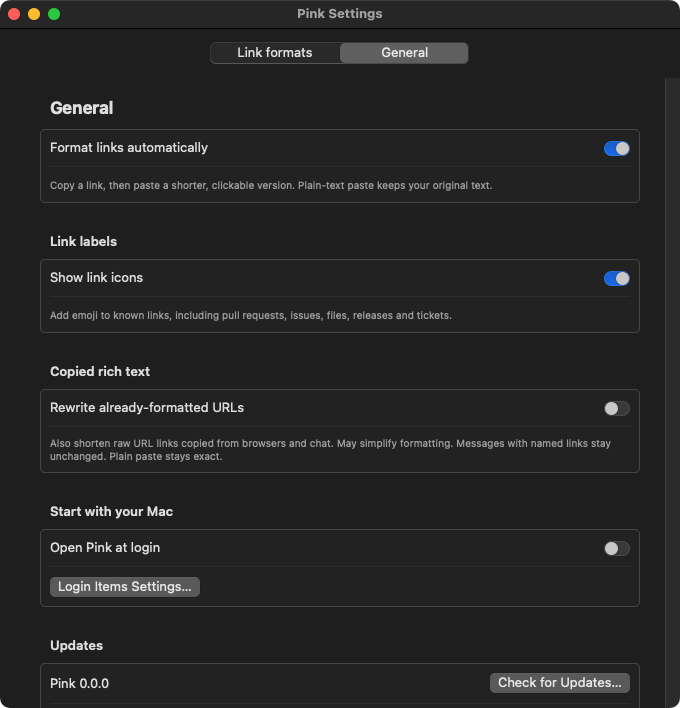 Pink Settings
Link formats
General
General
Format links automatically
Copy a link, then paste a shorter, clickable version. Plain-text paste keeps your original text.
Link labels
Show link icons
Add emoji to known links, including pull requests, issues, files, releases and tickets.
Copied rich text
Rewrite already-formatted URLs
Also shorten raw URL links copied from browsers and chat. May simplify formatting. Messages with named links stay
unchanged. Plain paste stays exact.
Start with your Mac
Open Pink at login
Login Items Settings...
Updates
Pink 0.0.0
Check for Updates...